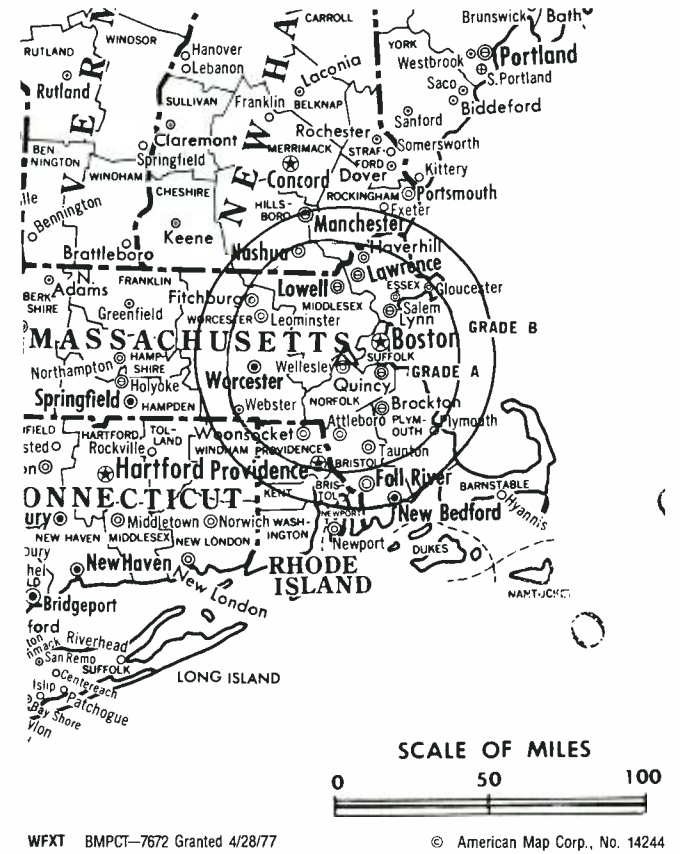 CARROLL
Brunswick
Bath
WINDSOR
RUTLAND
Hanover
Lebanon
YORK
Portland
Westbrook
S.Portland
Rutland
Laconia
Saco
SULLIVAN
Franklin
BELKNAP
Biddeford
Sanford
Claremont
Rochester
Somersworth
MERRIMACK
STRAF-
FORD
BEN
NINGTON
Springfield
Dover
Kittery
WINDHAM
Concord
CHESHIRE
ROCKINGHAM
Portsmouth
HILLS-
BORO
Exeter
Bennington
Manchester
Keene
Brattleboro
Nashua
Haverhill
Lawrence
N.
Adams
FRANKLIN
Lowell
ESSEX
Gloucester
BERK
SHIRE
Fitchburg
MIDDLESEX
Greenfield
Salem
WORCESTER
Leominster
Lynn
GRADE B
MASSACHUSETTS
Boston
SUFFOLK
Northampton
HAMP-
SHIRE
Wellesley
GRADE A
Holyoke
Worcester
Quincy
Springfield
HAMPDEN
Webster
NORFOLK
Brockton
Attleboro
PLYM-
OUTH
Plymouth
HARTFORD
TOL-
LAND
Woonsocket
Rockville
WINDHAM
PROVIDENCE
Taunton
Hartford
Providence
BRISTOL
Fall River
BRIS-
TOL
BARNSTABLE
KENT
Hyannis
ONNECTICUT
NEWPORT
New Bedford
ury
Middletown
Norwich
WASH-
INGTON
NEW HAVEN
MIDDLESEX
NEW LONDON
Newport
DUKES
New Haven
RHODE
ISLAND
New London
NANTUCKET
Bridgeport
ford
Riverhead
San Remo
SUFFOLK
Centereach
LONG ISLAND
Islip
Patchogue
Bay Shore
ylon
SCALE OF MILES
0 50 100
WFXT BMPCT—7672 Granted 4/28/77
© American Map Corp., No. 14244